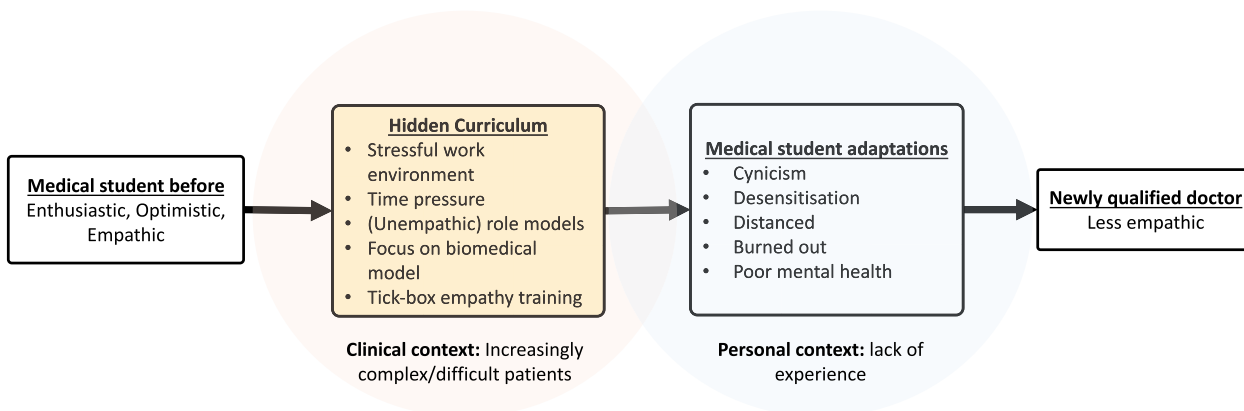 Medical student before
Enthusiastic, Optimistic,
Empathic
Hidden Curriculum
• Stressful work
environment
• Time pressure
• (Unempathic) role models
• Focus on biomedical
model
• Tick-box empathy training
Clinical context: Increasingly
complex/difficult patients
Medical student adaptations
• Cynicism
• Desensitisation
• Distanced
• Burned out
• Poor mental health
Personal context: lack of
experience
Newly qualified doctor
Less empathic